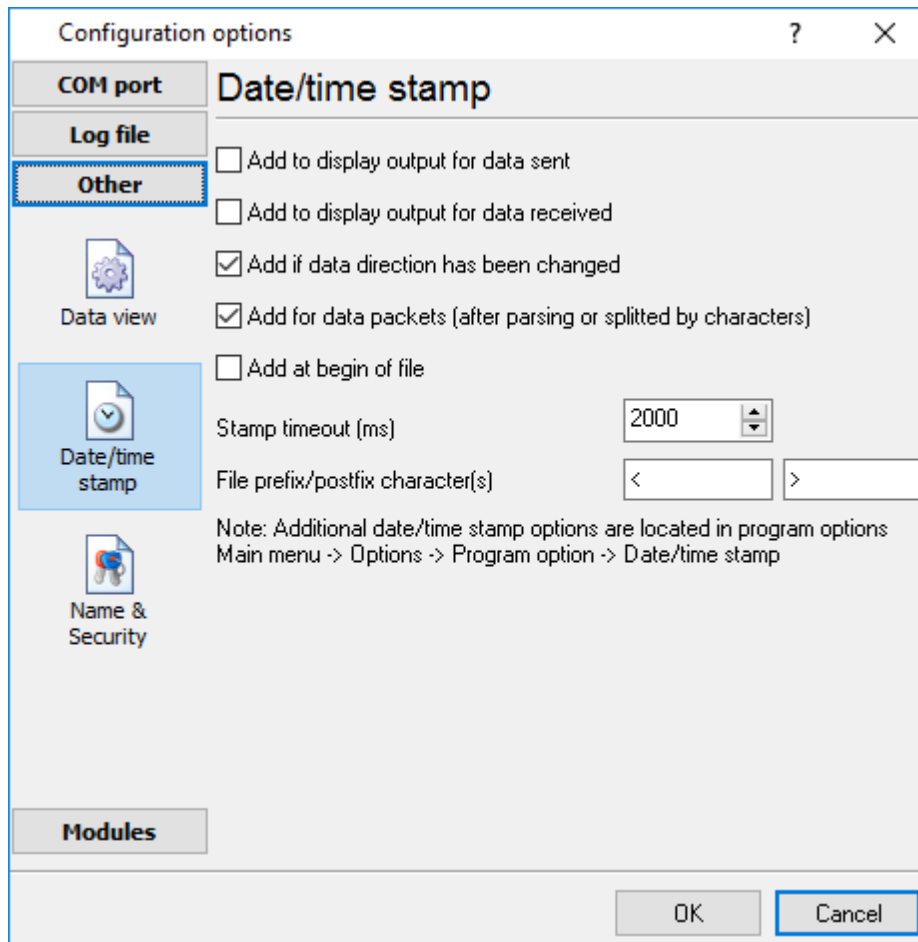 Configuration options
?
COM port
Log file
Other
Data view
Date/time
stamp
Name &
Security
Modules
Date/time stamp
Add to display output for data sent
Add to display output for data received
Add if data direction has been changed
Add for data packets (after parsing or splitted by characters)
Add at begin of file
Stamp timeout (ms) 2000
File prefix/postfix character(s) < >
Note: Additional date/time stamp options are located in program options
Main menu -> Options -> Program option -> Date/time stamp
OK Cancel